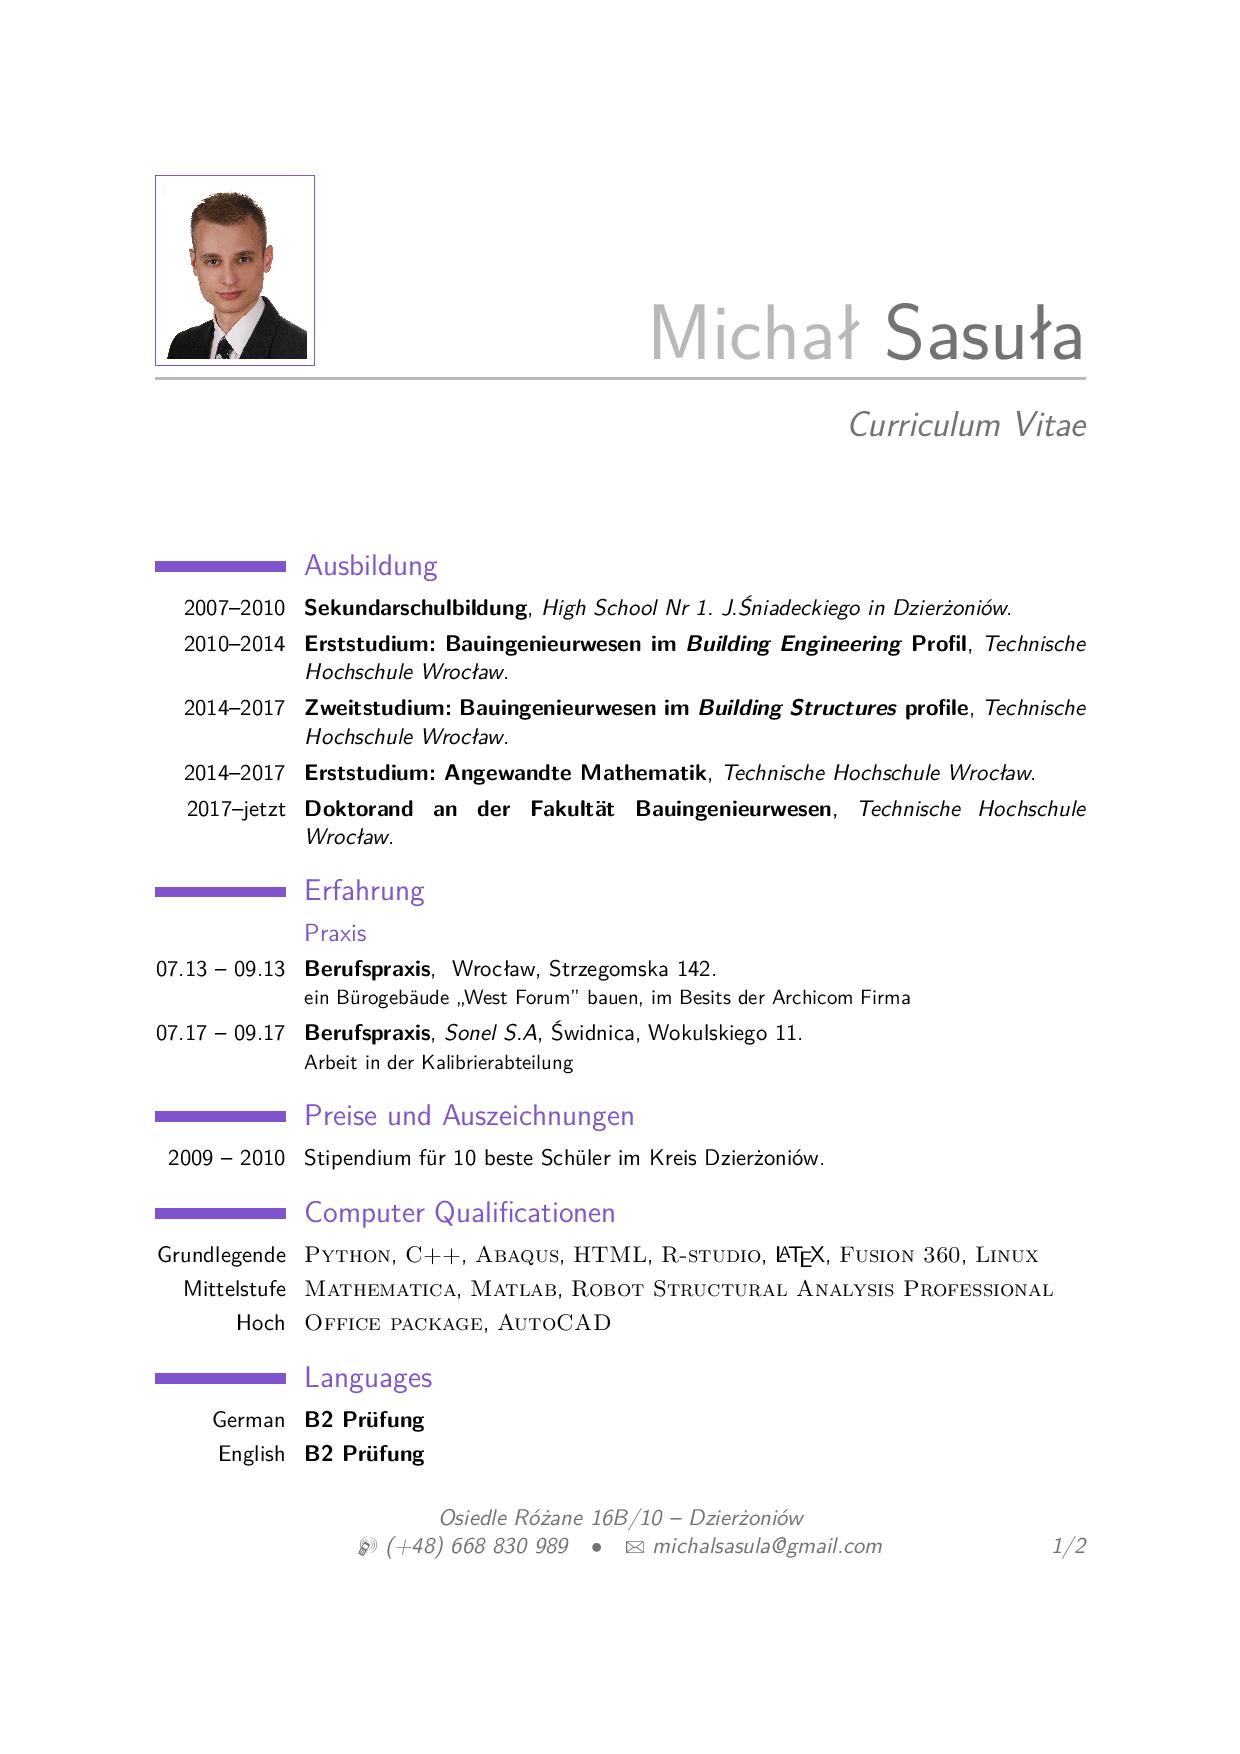 Michał Sasuła
Curriculum Vitae
Ausbildung
2007–2010 Sekundarschulbildung, High School Nr 1. J.Śniadeckiego in Dzierżoniów.
2010–2014 Erststudium: Bauingenieurwesen im Building Engineering Profil, Technische
Hochschule Wrocław.
2014–2017 Zweitstudium: Bauingenieurwesen im Building Structures profile, Technische
Hochschule Wrocław.
2014–2017 Erststudium: Angewandte Mathematik, Technische Hochschule Wrocław.
2017–jetzt Doktorand an der Fakultät Bauingenieurwesen, Technische Hochschule
Wrocław.
Erfahrung
Praxis
07.13 – 09.13 Berufspraxis, Wrocław, Strzegomska 142.
ein Bürogebäude „West Forum” bauen, im Besits der Archicom Firma
07.17 – 09.17 Berufspraxis, Sonel S.A, Świdnica, Wokulskiego 11.
Arbeit in der Kalibrierabteilung
Preise und Auszeichnungen
2009 – 2010 Stipendium für 10 beste Schüler im Kreis Dzierżoniów.
Computer Qualificationen
Grundlegende Python, C++, Abaqus, HTML, R-studio, LATEX, Fusion 360, Linux
Mittelstufe Mathematica, Matlab, Robot Structural Analysis Professional
Hoch Office package, AutoCAD
Languages
German B2 Prüfung
English B2 Prüfung
Osiedle Różane 16B/10 – Dzierżoniów
(+48) 668 830 989 • michalsasula@gmail.com 1/2